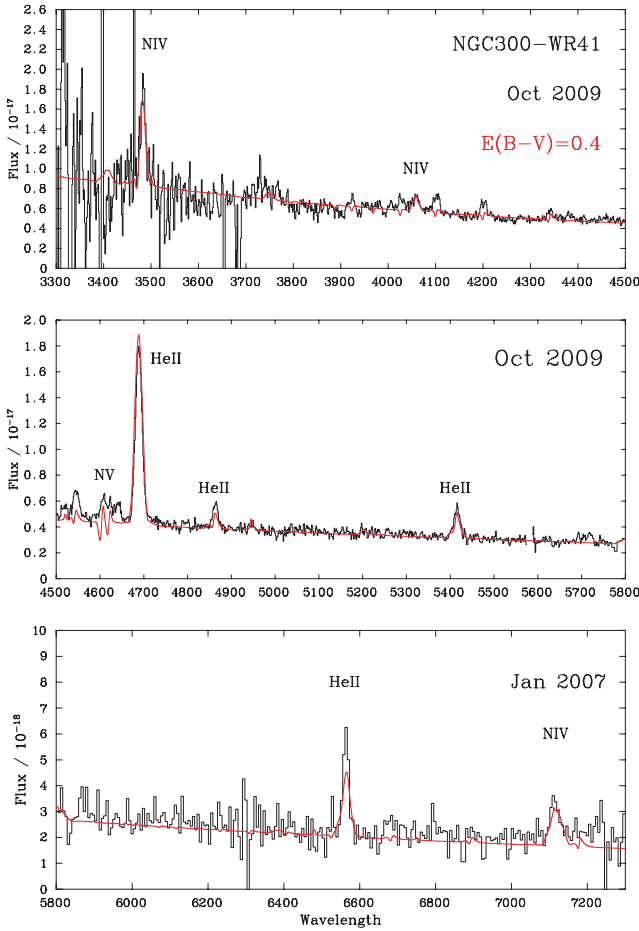 2.6
2.4
2.2
2.0
1.8
1.6
1.4
1.2
1.0
0.8
0.6
0.4
0.2
0
Flux / 10⁻¹⁷
NIV
NGC300−WR41
Oct 2009
E(B−V)=0.4
NIV
3300 3400 3500 3600 3700 3800 3900 4000 4100 4200 4300 4400 4500
2.0
1.8
1.6
1.4
1.2
1.0
0.8
0.6
0.4
0.2
0
Flux / 10⁻¹⁷
HeII
Oct 2009
NV
HeII
HeII
4500 4600 4700 4800 4900 5000 5100 5200 5300 5400 5500 5600 5700 5800
10
9
8
7
6
5
4
3
2
1
0
Flux / 10⁻¹⁸
HeII
Jan 2007
NIV
5800 6000 6200 6400 6600 6800 7000 7200
Wavelength